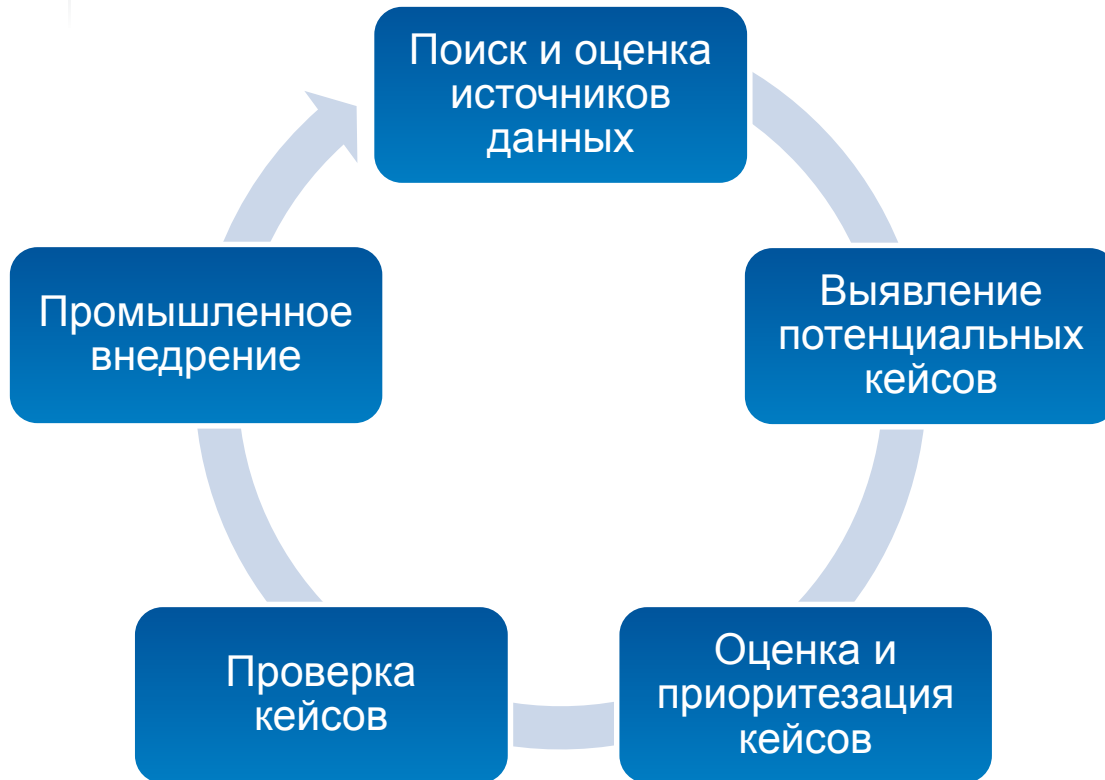 Поиск и оценка
источников
данных
Выявление
потенциальных
кейсов
Оценка и
приоритезация
кейсов
Проверка
кейсов
Промышленное
внедрение